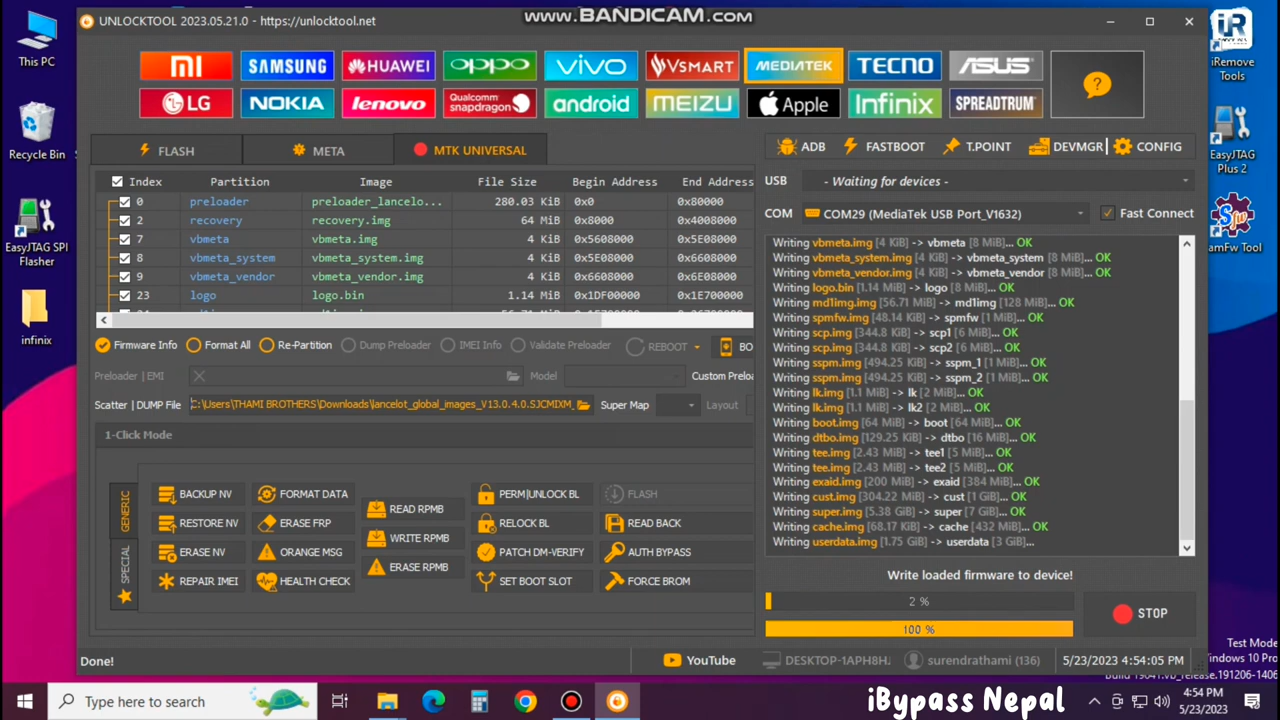 www.BANDICAM.com
UNLOCKTOOL 2023.05.21.0 - https://unlocktool.net
This PC
Recycle Bin
EasyJTAG SPI
Flasher
infinix
mi SAMSUNG HUAWEI oppo vivo VSMART MEDIATEK TECNO ASUS
LG NOKIA lenovo Qualcomm snapdragon android MEIZU Apple Infinix SPREADTRUM
?
iR
iRemove
Tools
EasyJTAG
Plus 2
SamFw Tool
FLASH META MTK UNIVERSAL
Index Partition Image File Size Begin Address End Address
0 preloader preloader_lancelo... 280.03 KiB 0x0 0x80000
2 recovery recovery.img 64 MiB 0x8000 0x4008000
7 vbmeta vbmeta.img 4 KiB 0x5608000 0x5E08000
8 vbmeta_system vbmeta_system.img 4 KiB 0x5E08000 0x6608000
9 vbmeta_vendor vbmeta_vendor.img 4 KiB 0x6608000 0x6E08000
23 logo logo.bin 1.14 MiB 0x1DF00000 0x1E700000
Firmware Info Format All Re-Partition Dump Preloader IMEI Info Validate Preloader REBOOT BO
Preloader | EMI Model Custom Prelo
Scatter | DUMP File C:\Users\THAMI BROTHERS\Downloads\lancelot_global_images_V13.0.4.0.SJCMIXM_ Super Map Layout
1-Click Mode
GENERIC
SPECIAL
BACKUP NV
RESTORE NV
ERASE NV
REPAIR IMEI
FORMAT DATA
ERASE FRP
ORANGE MSG
HEALTH CHECK
READ RPMB
WRITE RPMB
ERASE RPMB
PERM|UNLOCK BL
RELOCK BL
PATCH DM-VERIFY
SET BOOT SLOT
FLASH
READ BACK
AUTH BYPASS
FORCE BROM
ADB FASTBOOT T.POINT DEVMGR CONFIG
USB - Waiting for devices -
COM COM29 (MediaTek USB Port_V1632) Fast Connect
Writing vbmeta.img [4 KiB] -> vbmeta [8 MiB]... OK
Writing vbmeta_system.img [4 KiB] -> vbmeta_system [8 MiB]... OK
Writing vbmeta_vendor.img [4 KiB] -> vbmeta_vendor [8 MiB]... OK
Writing logo.bin [1.14 MiB] -> logo [8 MiB]... OK
Writing md1img.img [56.71 MiB] -> md1img [128 MiB]... OK
Writing spmfw.img [48.14 KiB] -> spmfw [1 MiB]... OK
Writing scp.img [344.8 KiB] -> scp1 [6 MiB]... OK
Writing scp.img [344.8 KiB] -> scp2 [6 MiB]... OK
Writing sspm.img [494.25 KiB] -> sspm_1 [1 MiB]... OK
Writing sspm.img [494.25 KiB] -> sspm_2 [1 MiB]... OK
Writing lk.img [1.1 MiB] -> lk [2 MiB]... OK
Writing lk.img [1.1 MiB] -> lk2 [2 MiB]... OK
Writing boot.img [64 MiB] -> boot [64 MiB]... OK
Writing dtbo.img [129.25 KiB] -> dtbo [16 MiB]... OK
Writing tee.img [2.43 MiB] -> tee1 [5 MiB]... OK
Writing tee.img [2.43 MiB] -> tee2 [5 MiB]... OK
Writing exaid.img [200 MiB] -> exaid [384 MiB]... OK
Writing cust.img [304.22 MiB] -> cust [1 GiB]... OK
Writing super.img [5.38 GiB] -> super [7 GiB]... OK
Writing cache.img [68.17 KiB] -> cache [432 MiB]... OK
Writing userdata.img [1.75 GiB] -> userdata [3 GiB]...
Write loaded firmware to device!
2 %
100 %
STOP
Done! YouTube DESKTOP-1APH8HJ surendrathami (136) 5/23/2023 4:54:05 PM
Test Mode
Windows 10 Pro
19041.vb_release.191206-1406
Type here to search
iBypass Nepal
4:54 PM
5/23/2023